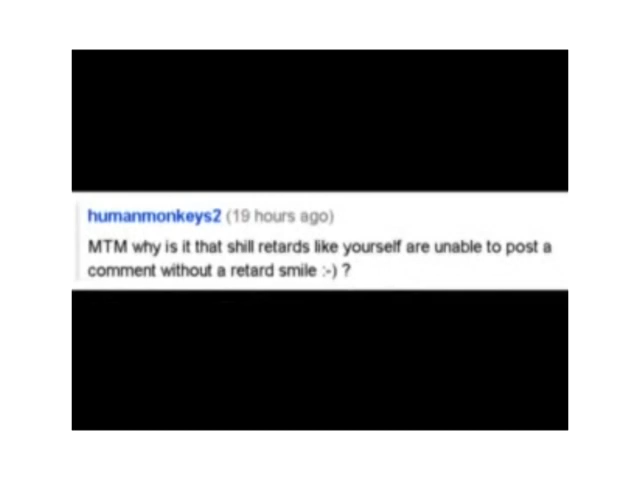 humanmonkeys2 (19 hours ago)
MTM why is it that shill retards like yourself are unable to post a
comment without a retard smile :-) ?